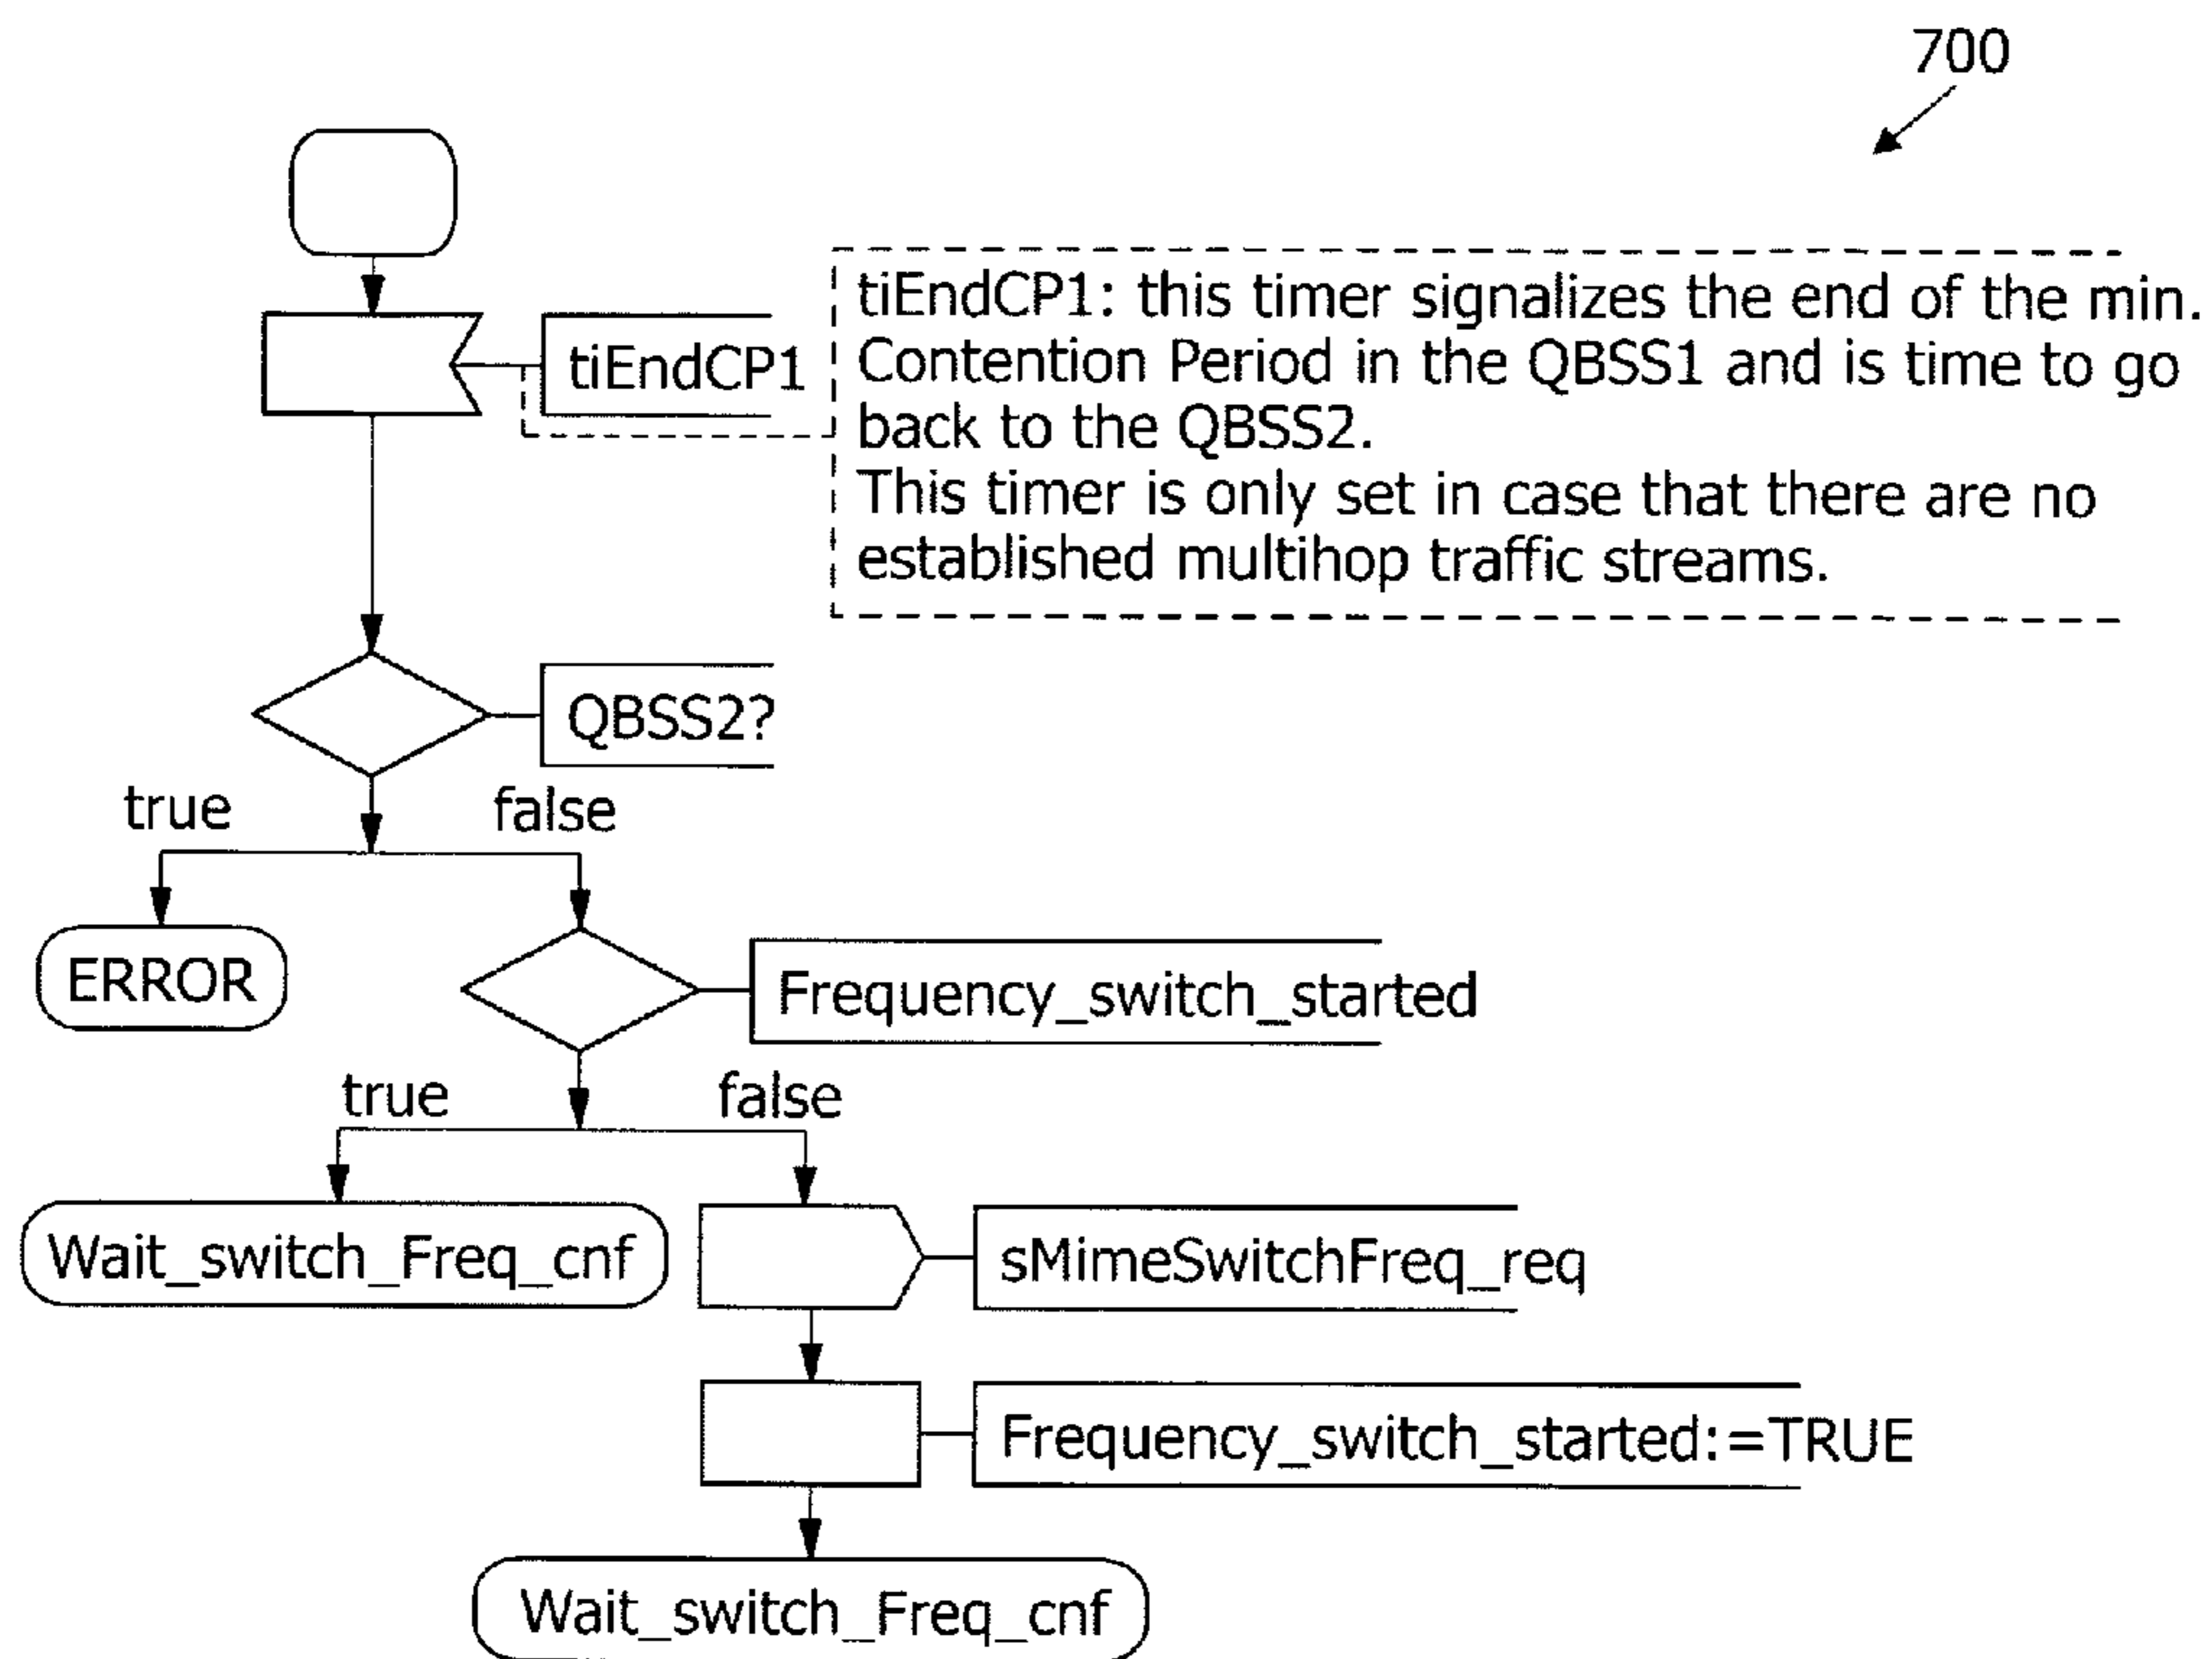 700
tiEndCP1
tiEndCP1: this timer signalizes the end of the min.
Contention Period in the QBSS1 and is time to go
back to the QBSS2.
This timer is only set in case that there are no
established multihop traffic streams.
QBSS2?
true
false
ERROR
Frequency_switch_started
true
false
Wait_switch_Freq_cnf
sMimeSwitchFreq_req
Frequency_switch_started:=TRUE
Wait_switch_Freq_cnf